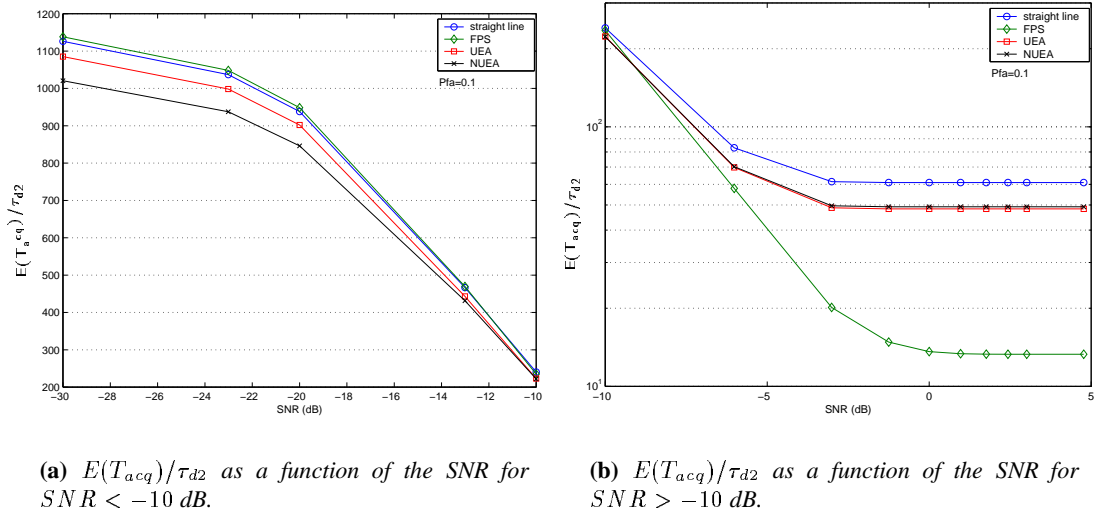 1200
1100
1000
900
800
700
600
500
400
300
200
E(T_acq)/τ_d2
−30 −28 −26 −24 −22 −20 −18 −16 −14 −12 −10
SNR (dB)
straight line
FPS
UEA
NUEA
Pfa=0.1
10^2
10^1
E(T_acq)/τ_d2
−10 −5 0 5
SNR (dB)
straight line
FPS
UEA
NUEA
Pfa=0.1
(a) E(T_acq)/τ_d2 as a function of the SNR for
SNR < −10 dB.
(b) E(T_acq)/τ_d2 as a function of the SNR for
SNR > −10 dB.